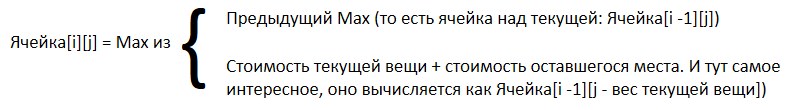 Предыдущий Max (то есть ячейка над текущей: Ячейка[i -1][j])
Ячейка[i][j] = Max из {
Стоимость текущей вещи + стоимость оставшегося места. И тут самое
интересное, оно вычисляется как Ячейка[i -1][j - вес текущей вещи])